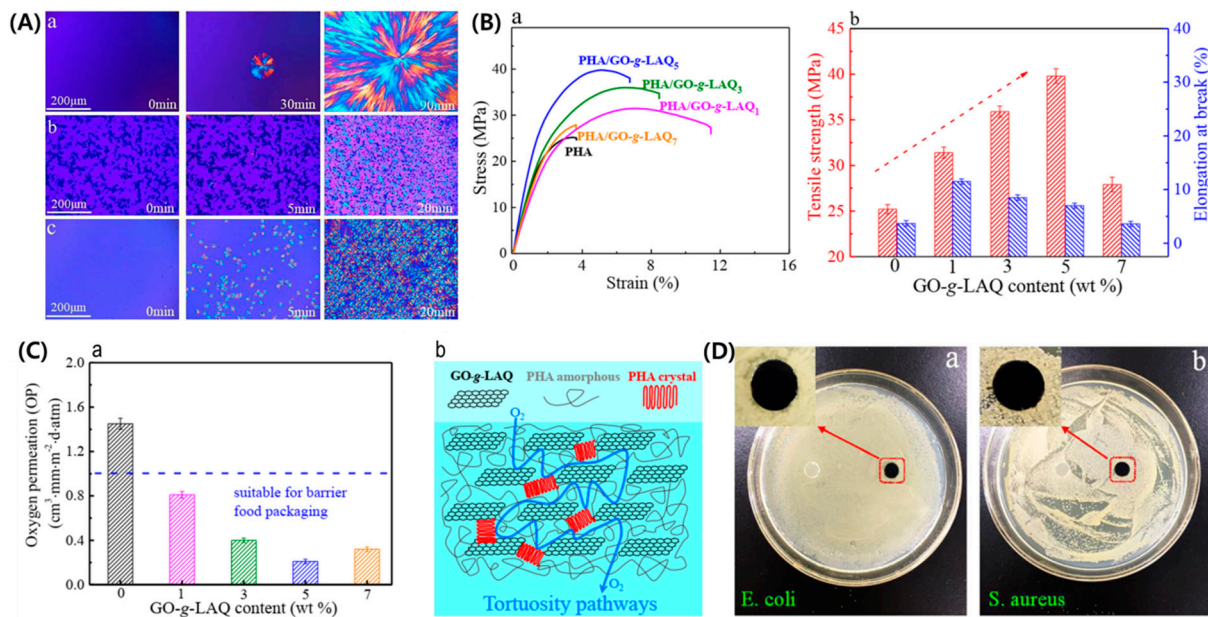 (A)
a
200μm
0min
30min
90min
b
200μm
0min
5min
20min
c
200μm
0min
5min
20min
(B)
a
Stress (MPa)
50
40
30
20
10
0
PHA/GO-g-LAQ5
PHA/GO-g-LAQ3
PHA/GO-g-LAQ1
PHA/GO-g-LAQ7
PHA
0
4
8
12
16
Strain (%)
b
Tensile strength (MPa)
45
40
35
30
25
20
Elongation at break (%)
40
30
20
10
0
0
1
3
5
7
GO-g-LAQ content (wt %)
(C)
a
Oxygen permeation (OP)
(cm³·mm·m⁻²·d·atm)
2.0
1.6
1.2
0.8
0.4
0.0
suitable for barrier
food packaging
0
1
3
5
7
GO-g-LAQ content (wt %)
b
GO-g-LAQ
PHA amorphous
PHA crystal
O2
O2
Tortuosity pathways
(D)
a
E. coli
b
S. aureus